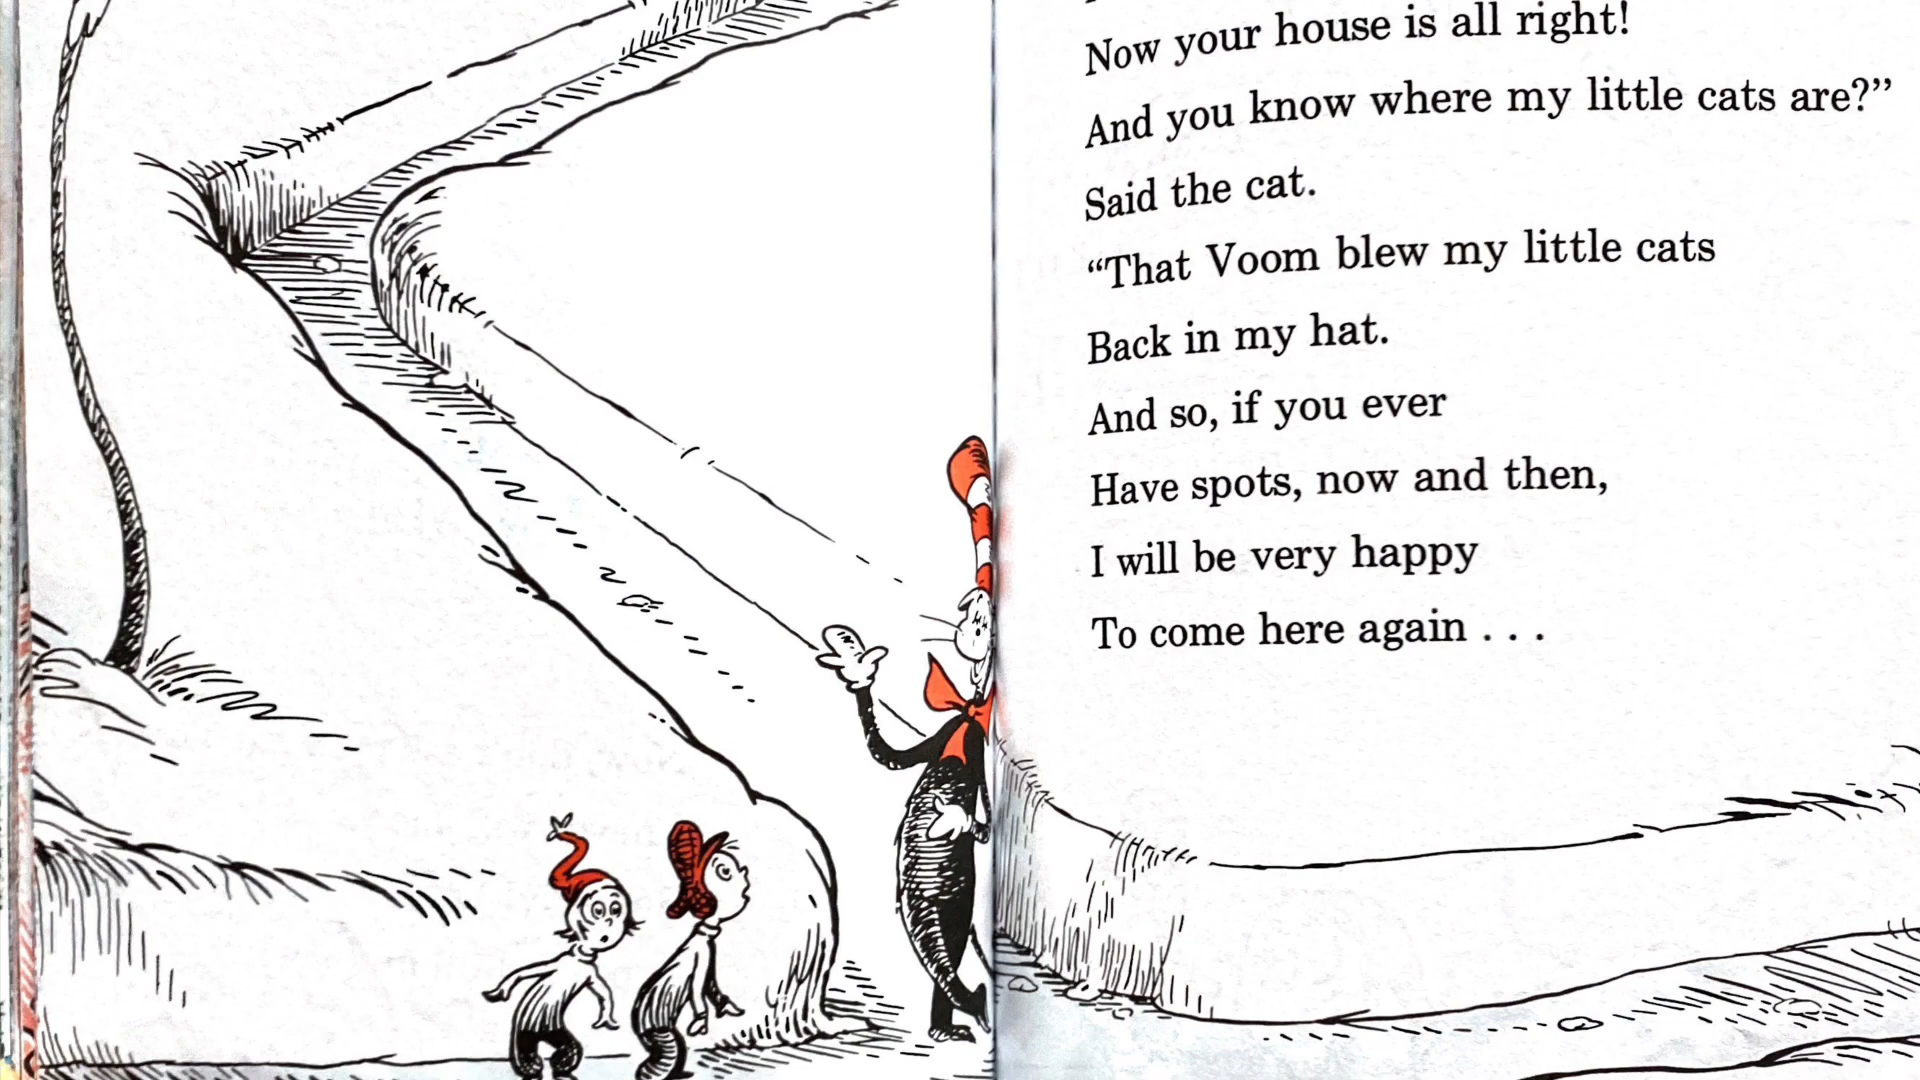 Now your house is all right!
And you know where my little cats are?”
Said the cat.
“That Voom blew my little cats
Back in my hat.
And so, if you ever
Have spots, now and then,
I will be very happy
To come here again . . .